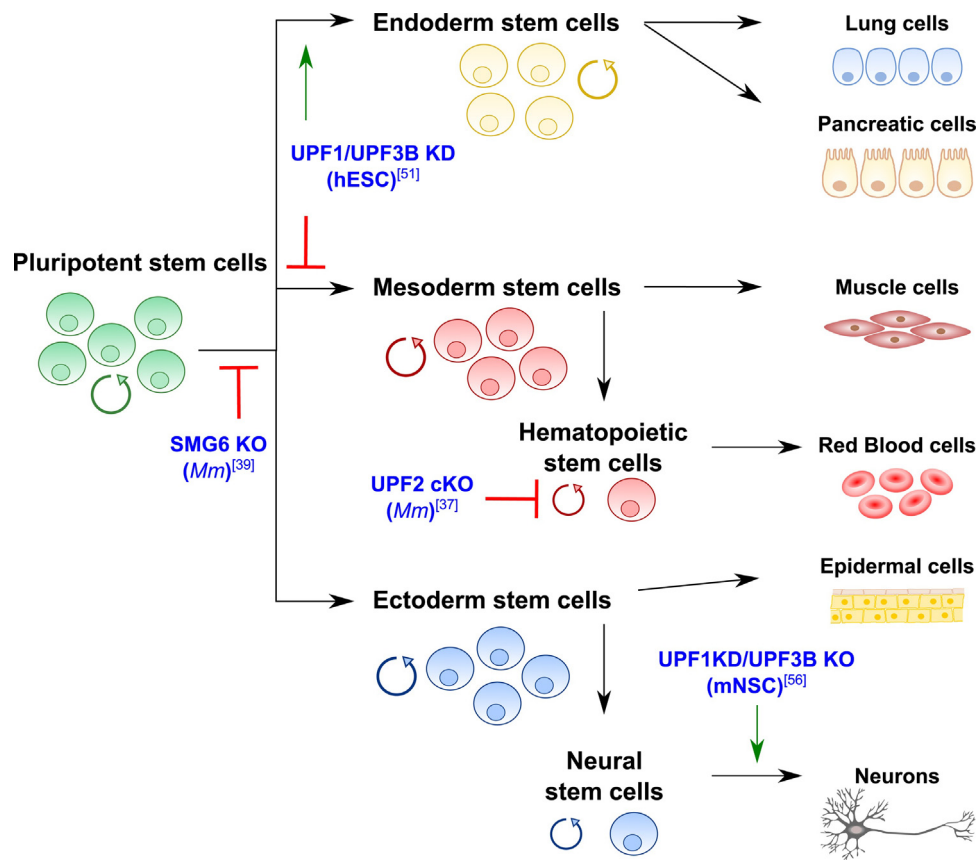 Endoderm stem cells
Lung cells
Pancreatic cells
UPF1/UPF3B KD
(hESC)[51]
Pluripotent stem cells
Mesoderm stem cells
Muscle cells
SMG6 KO
(Mm)[39]
Hematopoietic
stem cells
Red Blood cells
UPF2 cKO
(Mm)[37]
Ectoderm stem cells
Epidermal cells
UPF1KD/UPF3B KO
(mNSC)[56]
Neural
stem cells
Neurons